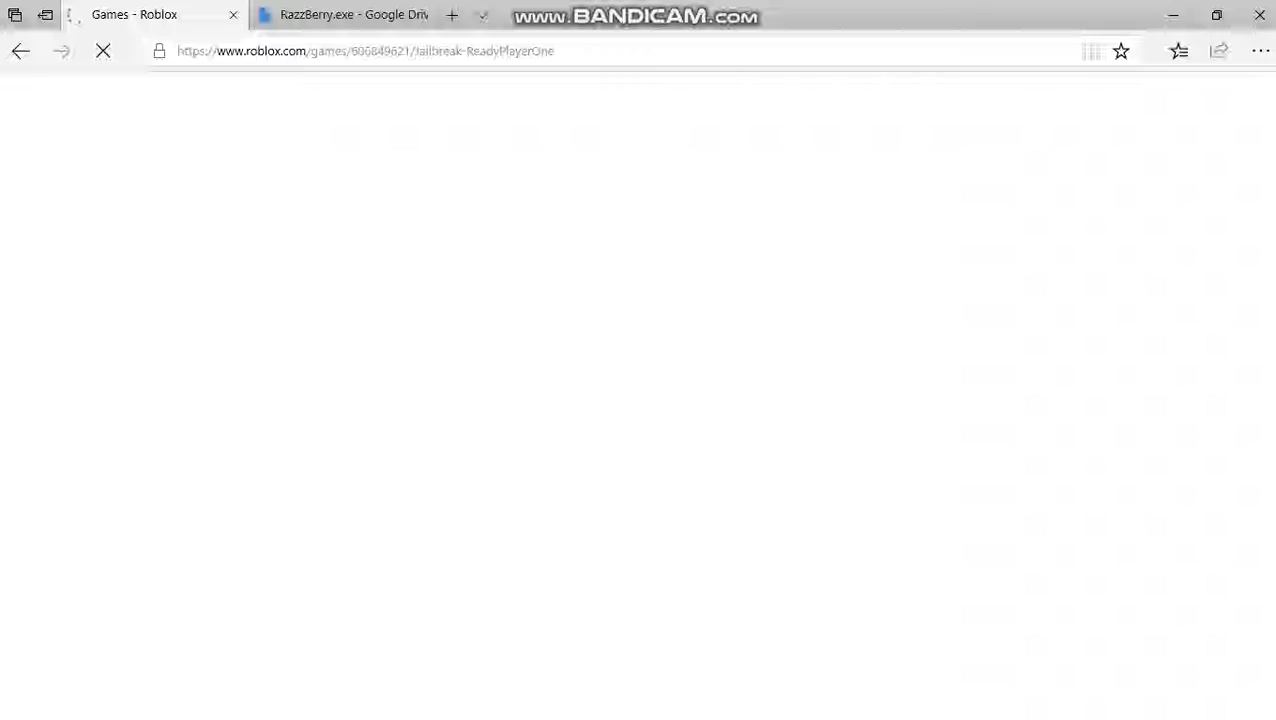 Games - Roblox
RazzBerry.exe - Google Driv
www.BANDICAM.com
https://www.roblox.com/games/606849621/Jailbreak-ReadyPlayerOne